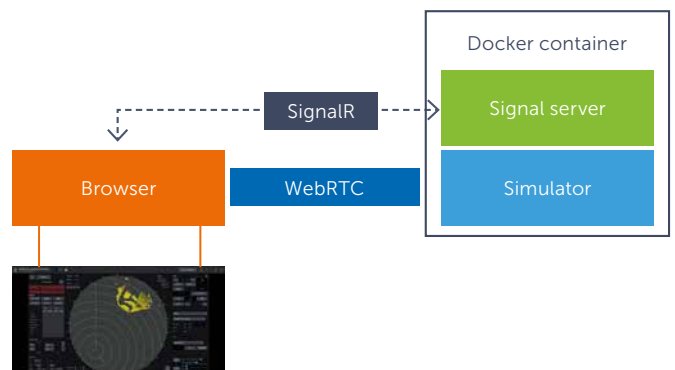 Docker container
SignalR
Signal server
Browser
WebRTC
Simulator